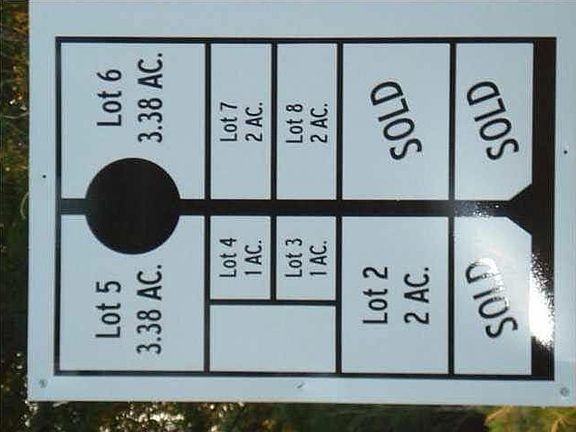 Lot 6
3.38 AC.
Lot 7
2 AC.
Lot 8
2 AC.
SOLD
SOLD
Lot 5
3.38 AC.
Lot 4
1 AC.
Lot 3
1 AC.
Lot 2
2 AC.
SOLD